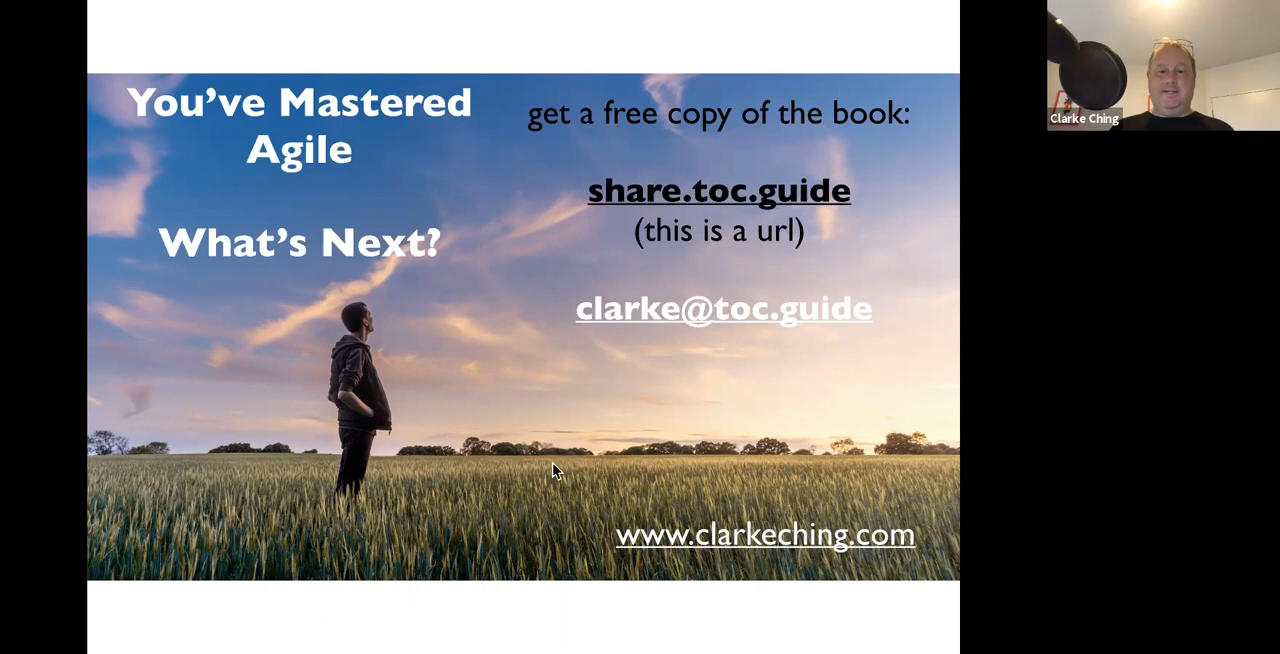 You’ve Mastered
Agile
What’s Next?
get a free copy of the book:
share.toc.guide
(this is a url)
clarke@toc.guide
www.clarkeching.com
Clarke Ching